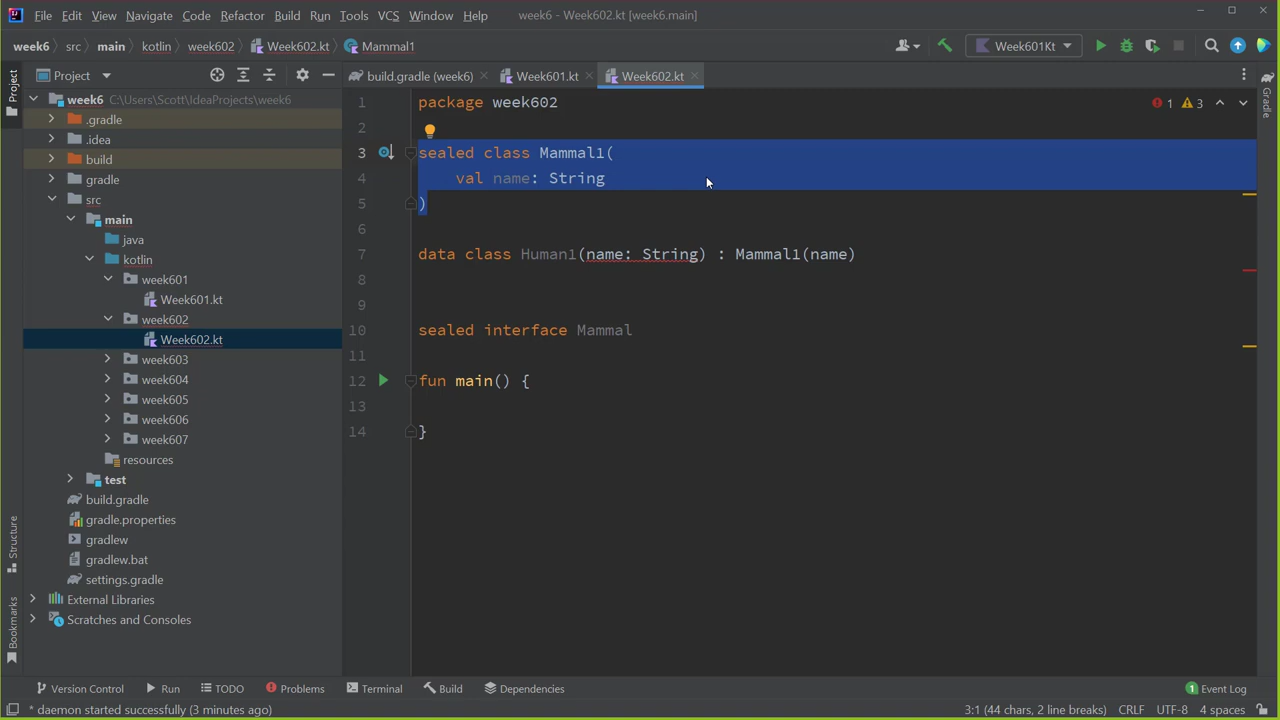 File Edit View Navigate Code Refactor Build Run Tools VCS Window Help week6 - Week602.kt [week6.main]
week6 src main kotlin week602 Week602.kt Mammal1 Week601Kt
Project build.gradle (week6) Week601.kt Week602.kt
Project
Gradle
week6 C:\Users\Scott\IdeaProjects\week6
.gradle
.idea
build
gradle
src
main
java
kotlin
week601
Week601.kt
week602
Week602.kt
week603
week604
week605
week606
week607
resources
test
build.gradle
gradle.properties
gradlew
gradlew.bat
settings.gradle
External Libraries
Scratches and Consoles
Structure
Bookmarks
1 package week602
1 3
2
3 sealed class Mammal1(
4 val name: String
5 )
6
7 data class Human1(name: String) : Mammal1(name)
8
9
10 sealed interface Mammal
11
12 fun main() {
13
14 }
Version Control Run TODO Problems Terminal Build Dependencies 1 Event Log
* daemon started successfully (3 minutes ago) 3:1 (44 chars, 2 line breaks) CRLF UTF-8 4 spaces